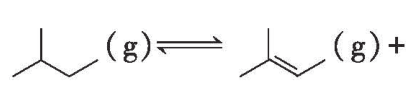 (g) ⇌ (g) +